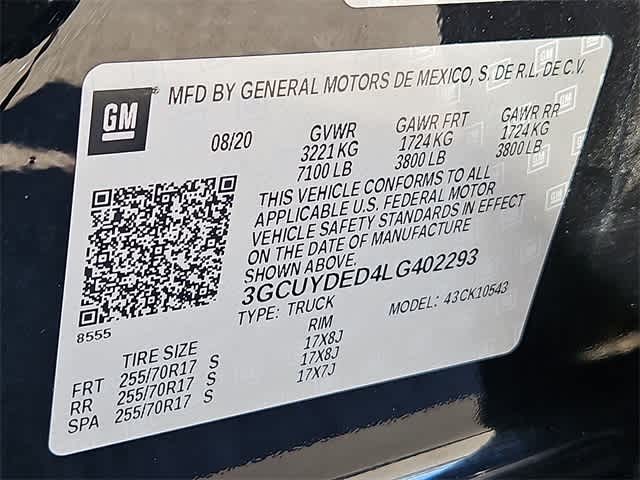 GM
MFD BY GENERAL MOTORS DE MEXICO, S. DE R.L. DE C.V.
08/20 GVWR GAWR FRT GAWR RR
3221 KG 1724 KG 1724 KG
7100 LB 3800 LB 3800 LB
THIS VEHICLE CONFORMS TO ALL
APPLICABLE U.S. FEDERAL MOTOR
VEHICLE SAFETY STANDARDS IN EFFECT
ON THE DATE OF MANUFACTURE
SHOWN ABOVE.
3GCUYDED4LG402293
TYPE: TRUCK MODEL: 43CK10543
8555
TIRE SIZE RIM
FRT 255/70R17 S 17X8J
RR 255/70R17 S 17X8J
SPA 255/70R17 S 17X7J